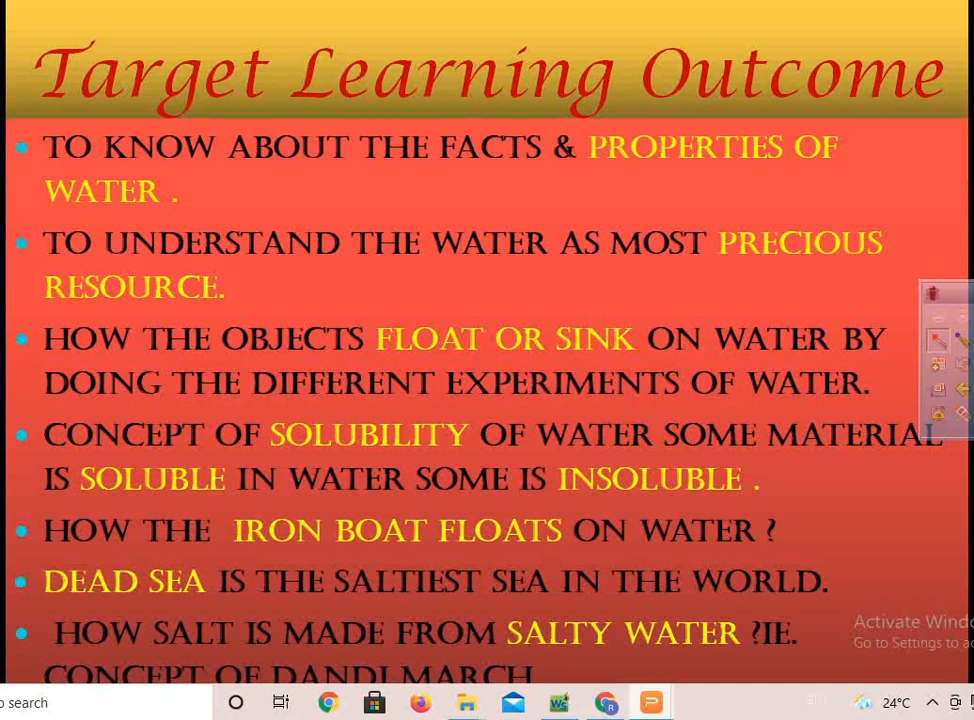 Target Learning Outcome
TO KNOW ABOUT THE FACTS & PROPERTIES OF
WATER .
TO UNDERSTAND THE WATER AS MOST PRECIOUS
RESOURCE.
HOW THE OBJECTS FLOAT OR SINK ON WATER BY
DOING THE DIFFERENT EXPERIMENTS OF WATER.
CONCEPT OF SOLUBILITY OF WATER SOME MATERIAL
IS SOLUBLE IN WATER SOME IS INSOLUBLE .
HOW THE IRON BOAT FLOATS ON WATER ?
DEAD SEA IS THE SALTIEST SEA IN THE WORLD.
HOW SALT IS MADE FROM SALTY WATER ?IE.
CONCEPT OF DANDI MARCH
Activate Wind
Go to Settings to a
o search
24°C